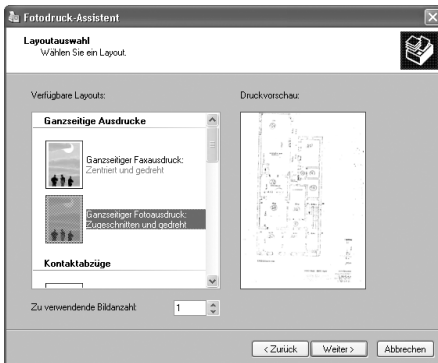 Fotodruck-Assistent
Layoutauswahl
Wählen Sie ein Layout.
Verfügbare Layouts:
Druckvorschau:
Ganzseitige Ausdrucke
Ganzseitiger Faxausdruck:
Zentriert und gedreht
Ganzseitiger Fotoausdruck:
Zugeschnitten und gedreht
Kontaktabzüge
Zu verwendende Bildanzahl:
1
< Zurück
Weiter >
Abbrechen